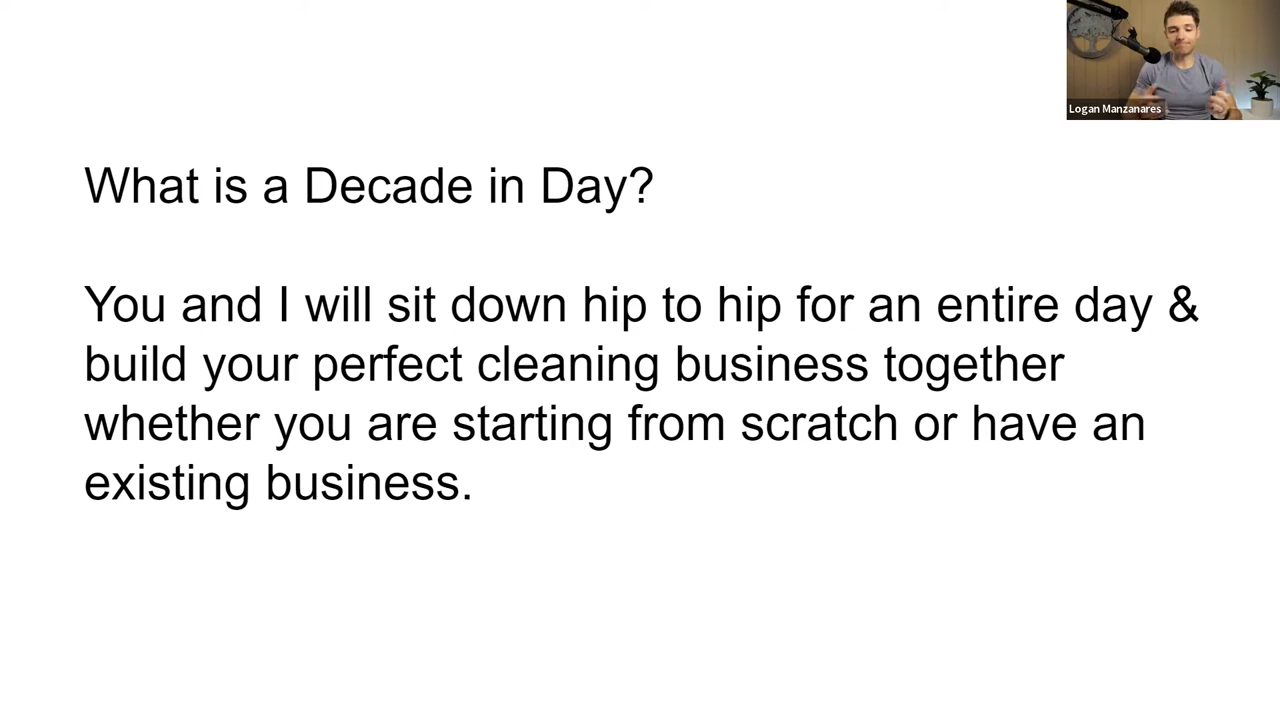 Logan Manzanares
What is a Decade in Day?
You and I will sit down hip to hip for an entire day &
build your perfect cleaning business together
whether you are starting from scratch or have an
existing business.